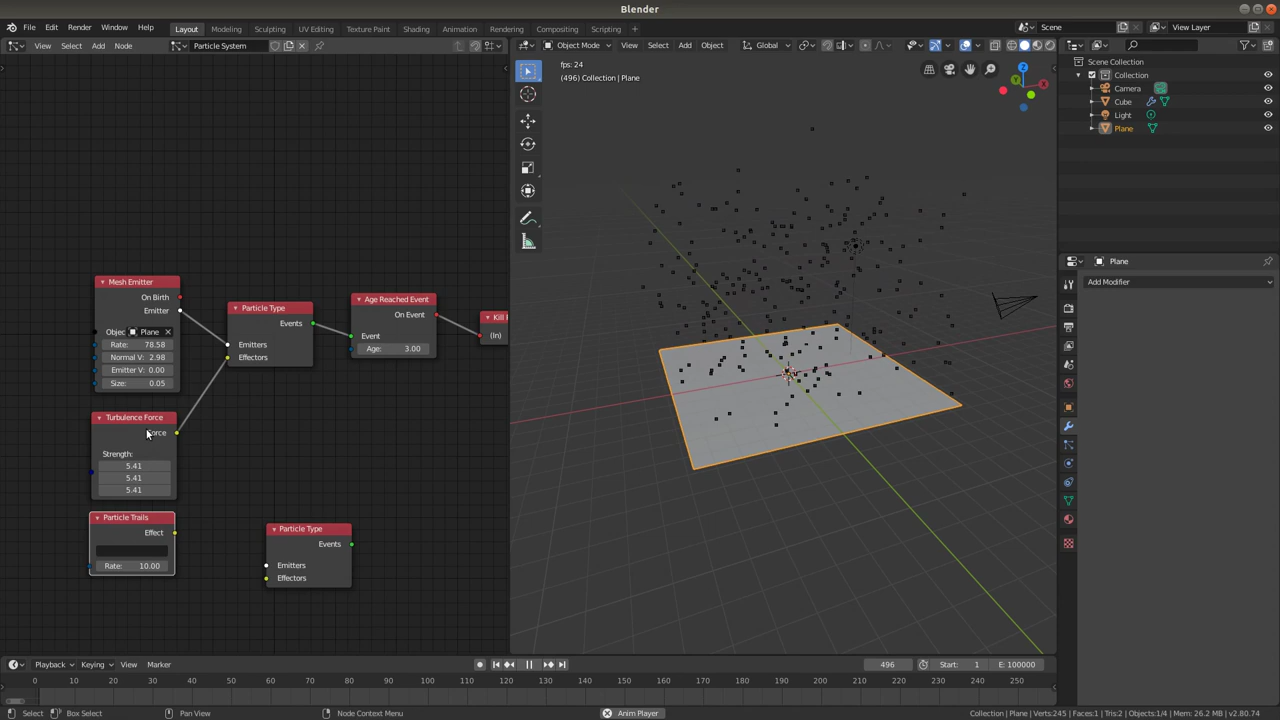 Blender
File Edit Render Window Help
Layout Modeling Sculpting UV Editing Texture Paint Shading Animation Rendering Compositing Scripting
Scene
View Layer
View Select Add Node
Particle System
Object Mode View Select Add Object
Global
fps: 24
(496) Collection | Plane
Z
Y
X
Scene Collection
Collection
Camera
Cube
Light
Plane
Plane
Add Modifier
Mesh Emitter
On Birth
Emitter
Objec Plane
Rate: 78.58
Normal V: 2.98
Emitter V: 0.00
Size: 0.05
Particle Type
Events
Emitters
Effectors
Age Reached Event
On Event
Event
Age: 3.00
Kill
(In)
Turbulence Force
Force
Strength:
5.41
5.41
5.41
Particle Trails
Effect
Rate: 10.00
Particle Type
Events
Emitters
Effectors
Playback Keying View Marker
496
Start: 1
E: 100000
0 10 20 30 40 50 60 70 80 90 100 110 120 130 140 150 160 170 180 190 200 210 220 230 240 250
Select Box Select Pan View Node Context Menu
Anim Player
Collection | Plane | Verts:245 | Faces:1 | Tris:2 | Objects:1/4 | Mem: 26.2 MB | v2.80.74